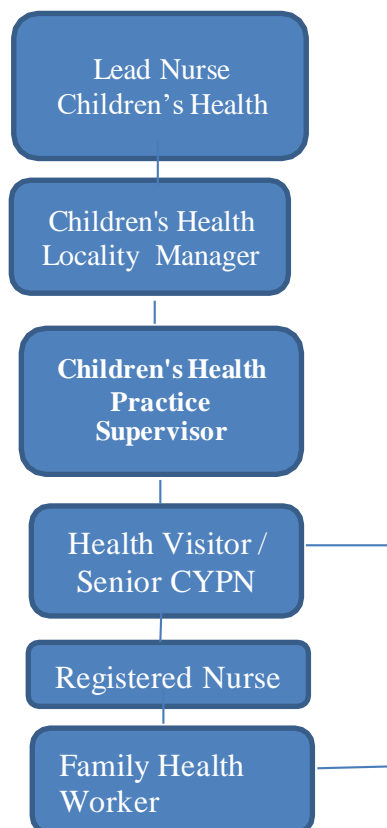 Lead Nurse
Children’s Health
Children's Health
Locality Manager
Children's Health
Practice
Supervisor
Health Visitor /
Senior CYPN
Registered Nurse
Family Health
Worker